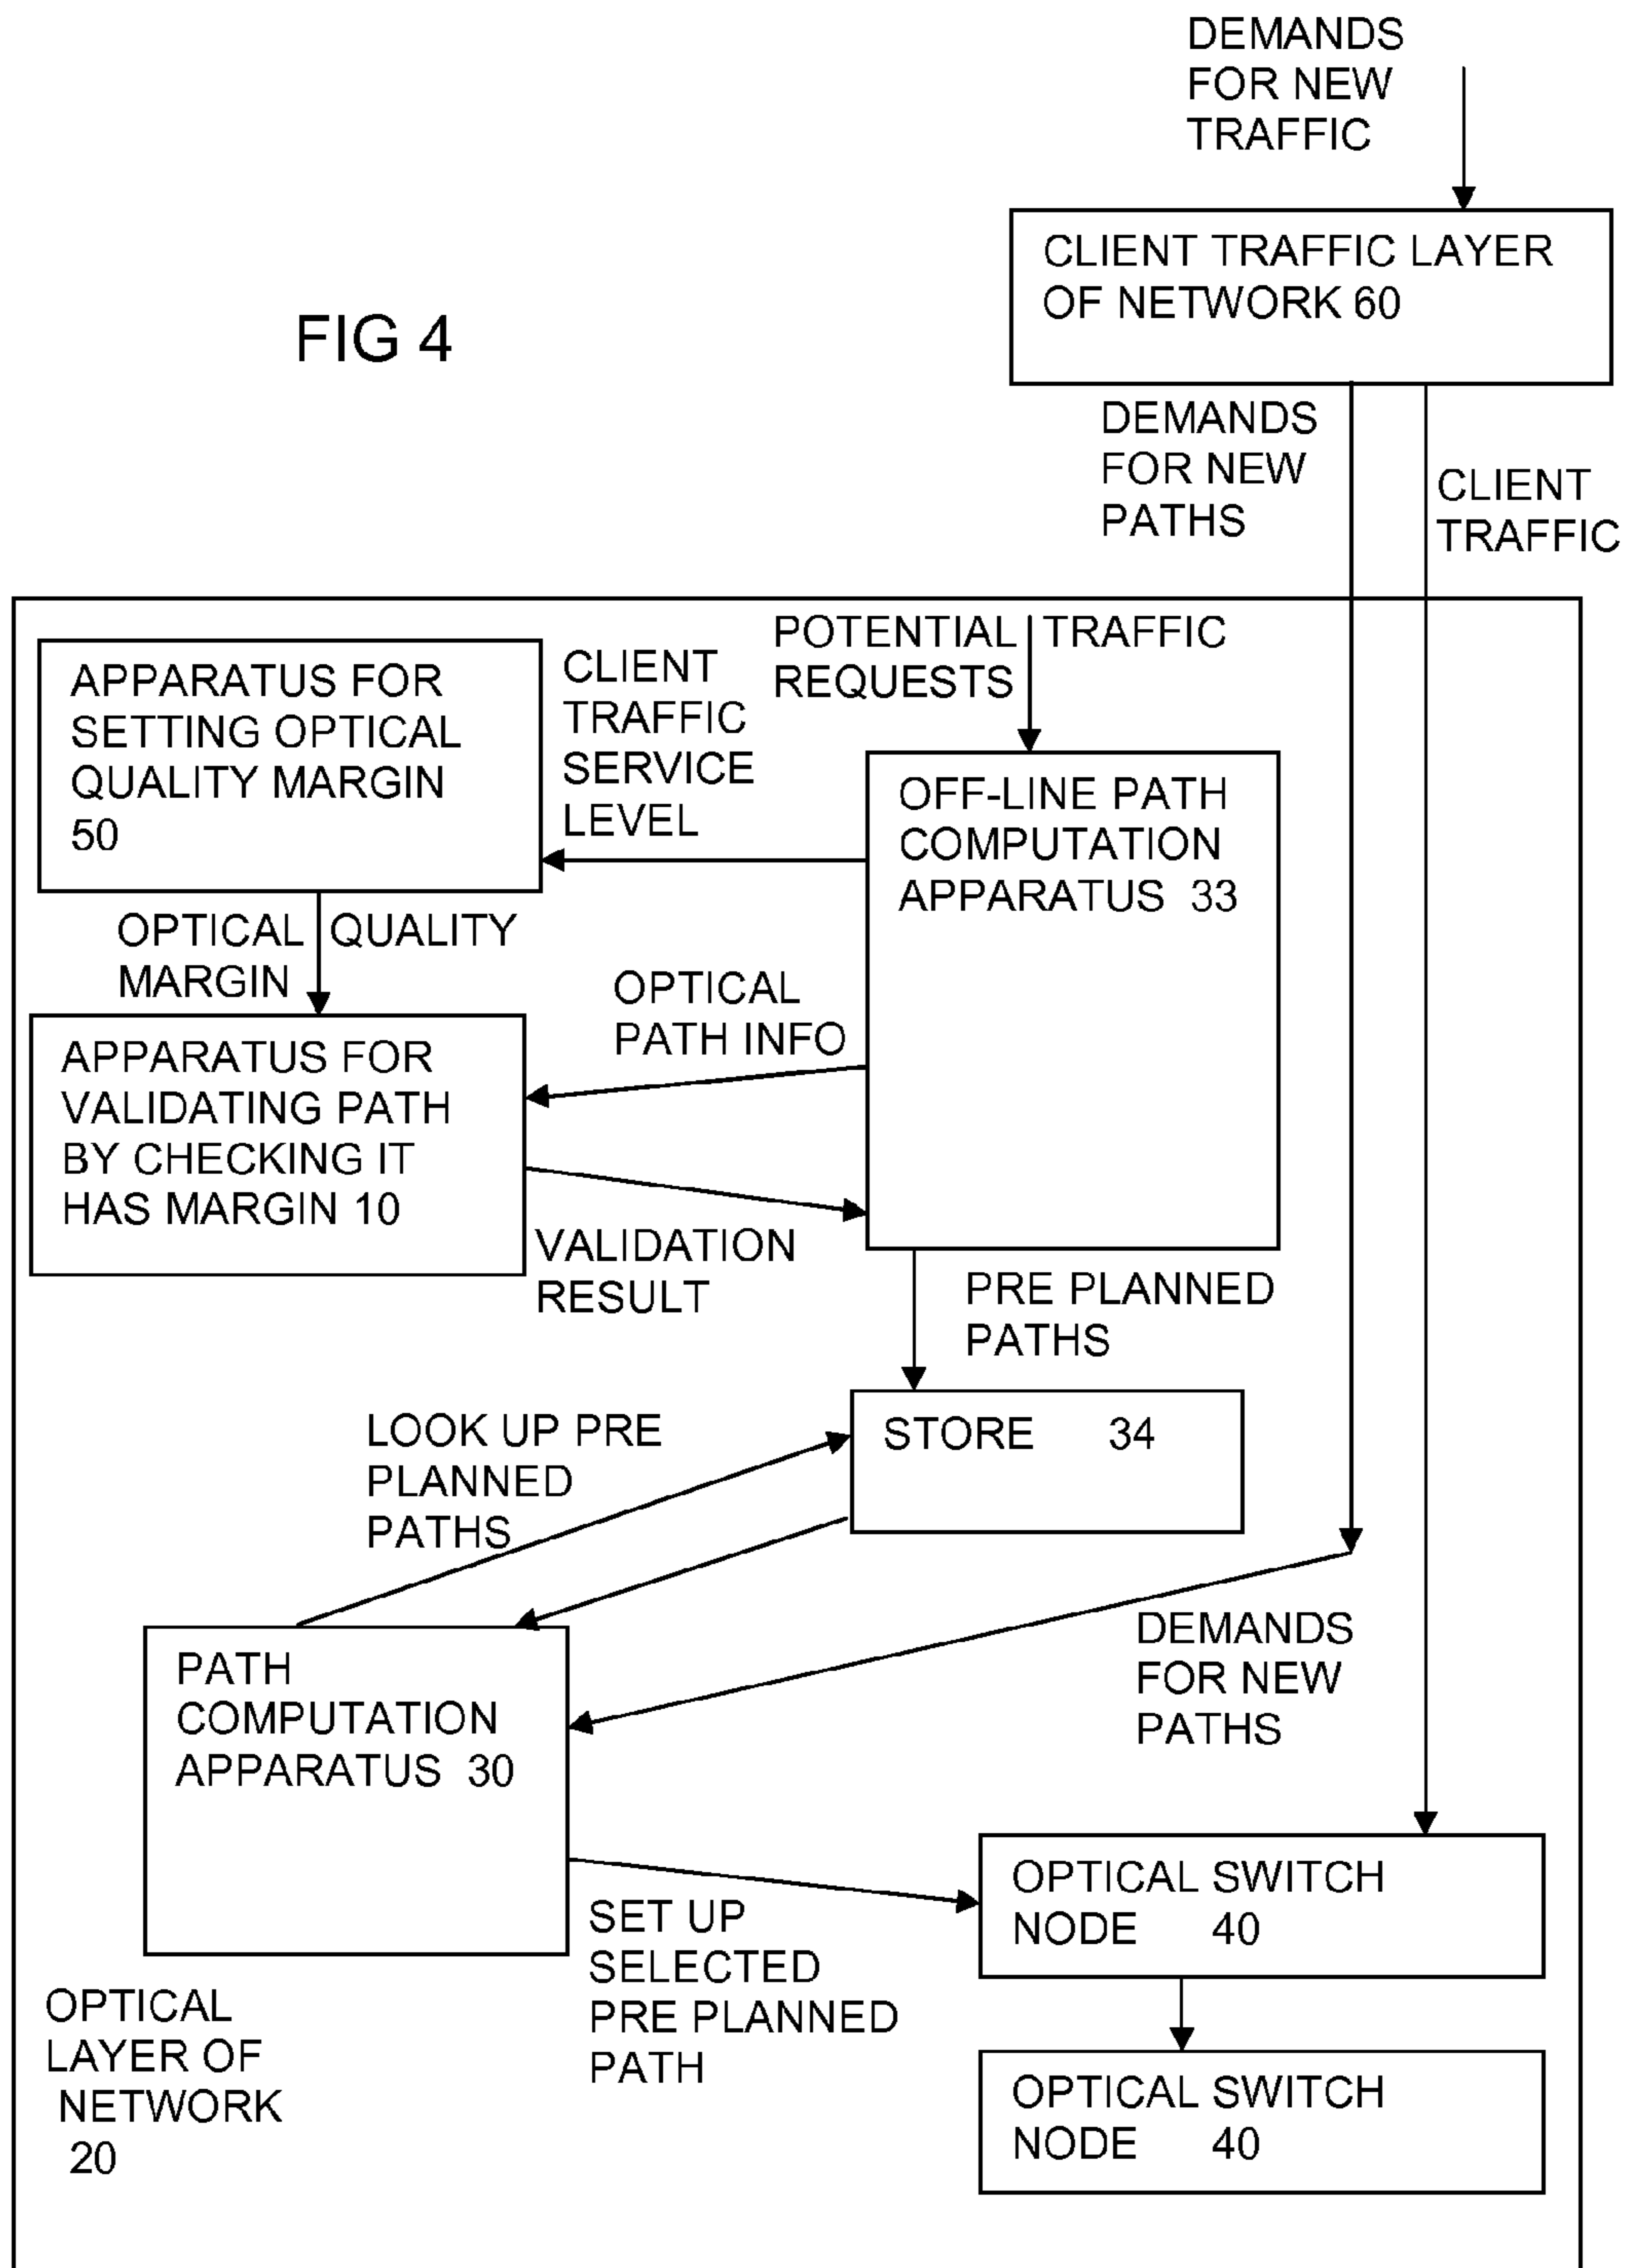 DEMANDS
FOR NEW
TRAFFIC
CLIENT TRAFFIC LAYER
OF NETWORK 60
FIG 4
DEMANDS
FOR NEW
PATHS
CLIENT
TRAFFIC
POTENTIAL TRAFFIC
REQUESTS
APPARATUS FOR
SETTING OPTICAL
QUALITY MARGIN
50
CLIENT
TRAFFIC
SERVICE
LEVEL
OFF-LINE PATH
COMPUTATION
APPARATUS 33
OPTICAL QUALITY
MARGIN
OPTICAL
PATH INFO
APPARATUS FOR
VALIDATING PATH
BY CHECKING IT
HAS MARGIN 10
VALIDATION
RESULT
PRE PLANNED
PATHS
LOOK UP PRE
PLANNED
PATHS
STORE 34
DEMANDS
FOR NEW
PATHS
PATH
COMPUTATION
APPARATUS 30
SET UP
SELECTED
PRE PLANNED
PATH
OPTICAL SWITCH
NODE 40
OPTICAL SWITCH
NODE 40
OPTICAL
LAYER OF
NETWORK
20